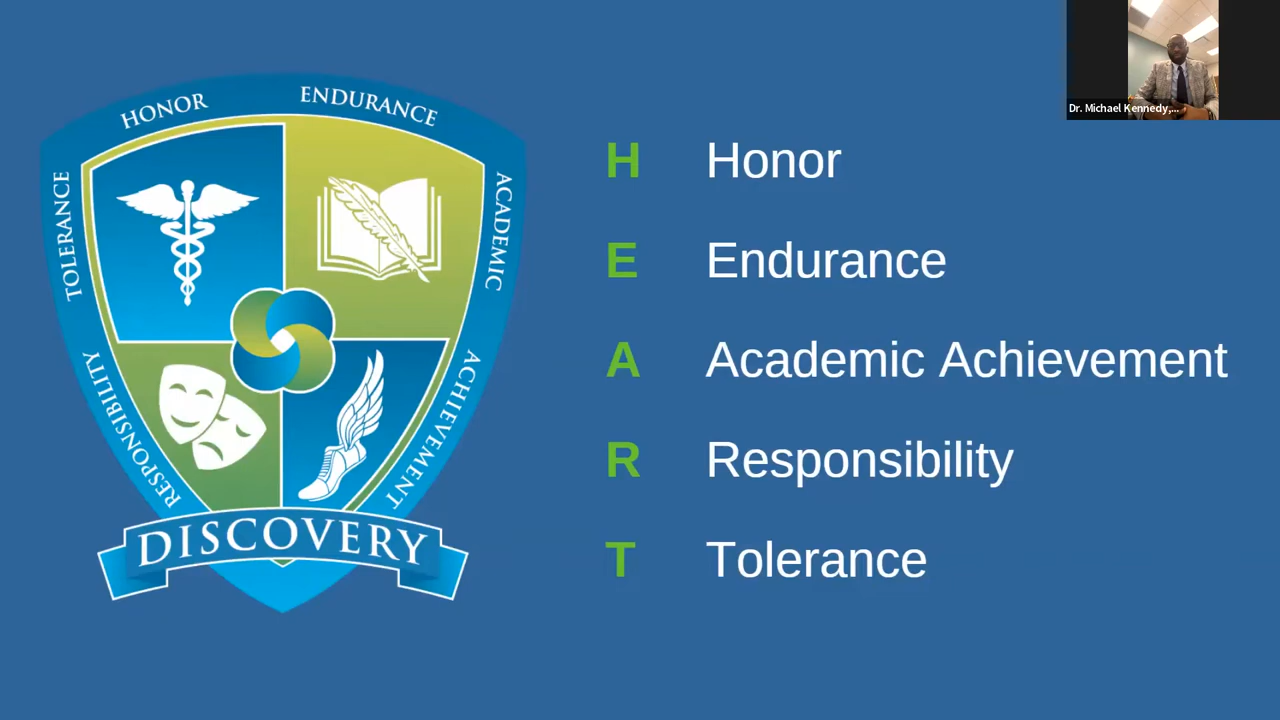 HONOR
ENDURANCE
TOLERANCE
ACADEMIC
RESPONSIBILITY
ACHIEVEMENT
DISCOVERY
H Honor
E Endurance
A Academic Achievement
R Responsibility
T Tolerance
Dr. Michael Kennedy,...